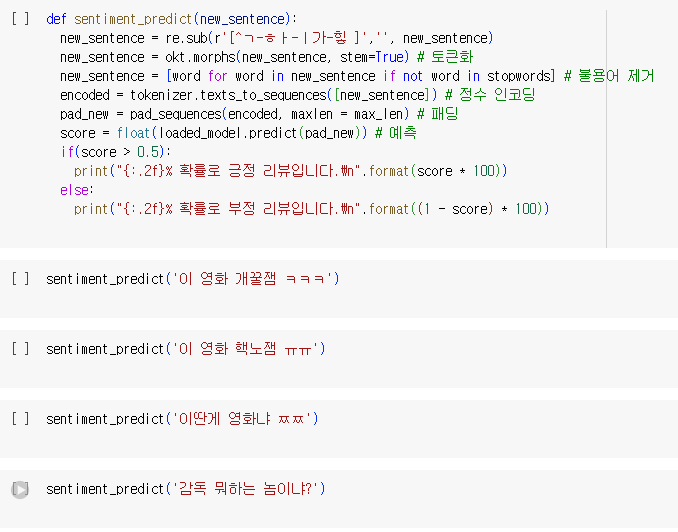 [ ] def sentiment_predict(new_sentence):
new_sentence = re.sub(r'[^ㄱ-ㅎㅏ-ㅣ가-힣 ]','', new_sentence)
new_sentence = okt.morphs(new_sentence, stem=True) # 토큰화
new_sentence = [word for word in new_sentence if not word in stopwords] # 불용어 제거
encoded = tokenizer.texts_to_sequences([new_sentence]) # 정수 인코딩
pad_new = pad_sequences(encoded, maxlen = max_len) # 패딩
score = float(loaded_model.predict(pad_new)) # 예측
if(score > 0.5):
print("{:.2f}% 확률로 긍정 리뷰입니다.₩n".format(score * 100))
else:
print("{:.2f}% 확률로 부정 리뷰입니다.₩n".format((1 - score) * 100))
[ ] sentiment_predict('이 영화 개꿀잼 ㅋㅋㅋ')
[ ] sentiment_predict('이 영화 핵노잼 ㅠㅠ')
[ ] sentiment_predict('이딴게 영화냐 ㅉㅉ')
sentiment_predict('감독 뭐하는 놈이냐?')